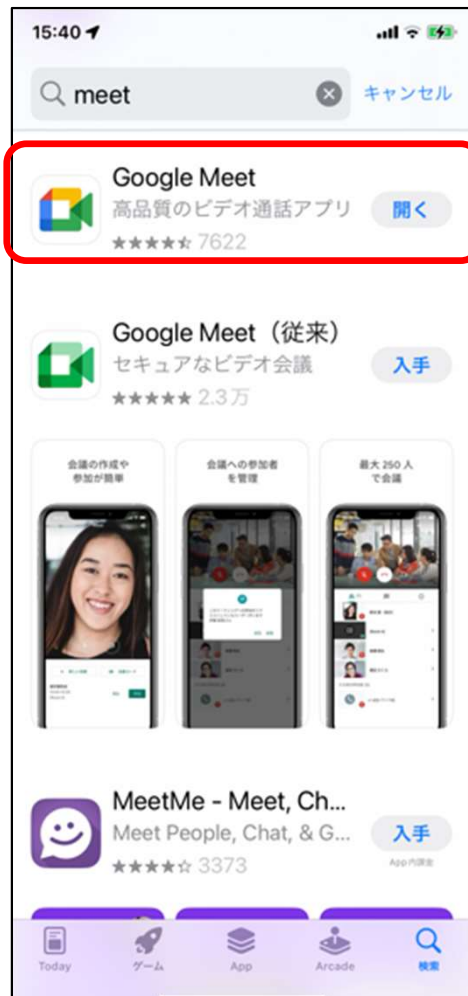 15:40
meet
キャンセル
Google Meet
高品質のビデオ通話アプリ
開く
7622
Google Meet（従来）
セキュアなビデオ会議
入手
2.3万
会議の作成や
参加が簡単
会議への参加者
を管理
最大 250 人
で会議
MeetMe - Meet, Ch...
Meet People, Chat, & G...
入手
App内課金
3373
Today
ゲーム
App
Arcade
検索